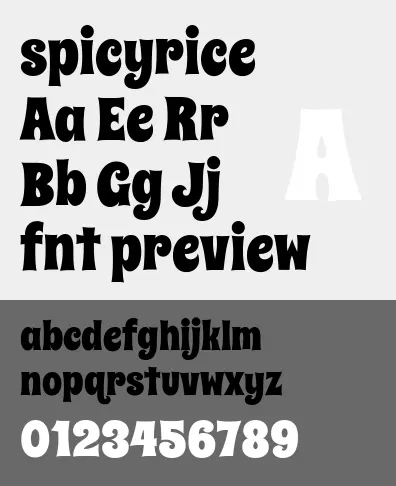 spicyrice
Aa Ee Rr
A
Bb Gg Jj
fnt preview
abcdefghijklm
nopqrstuvwxyz
0123456789